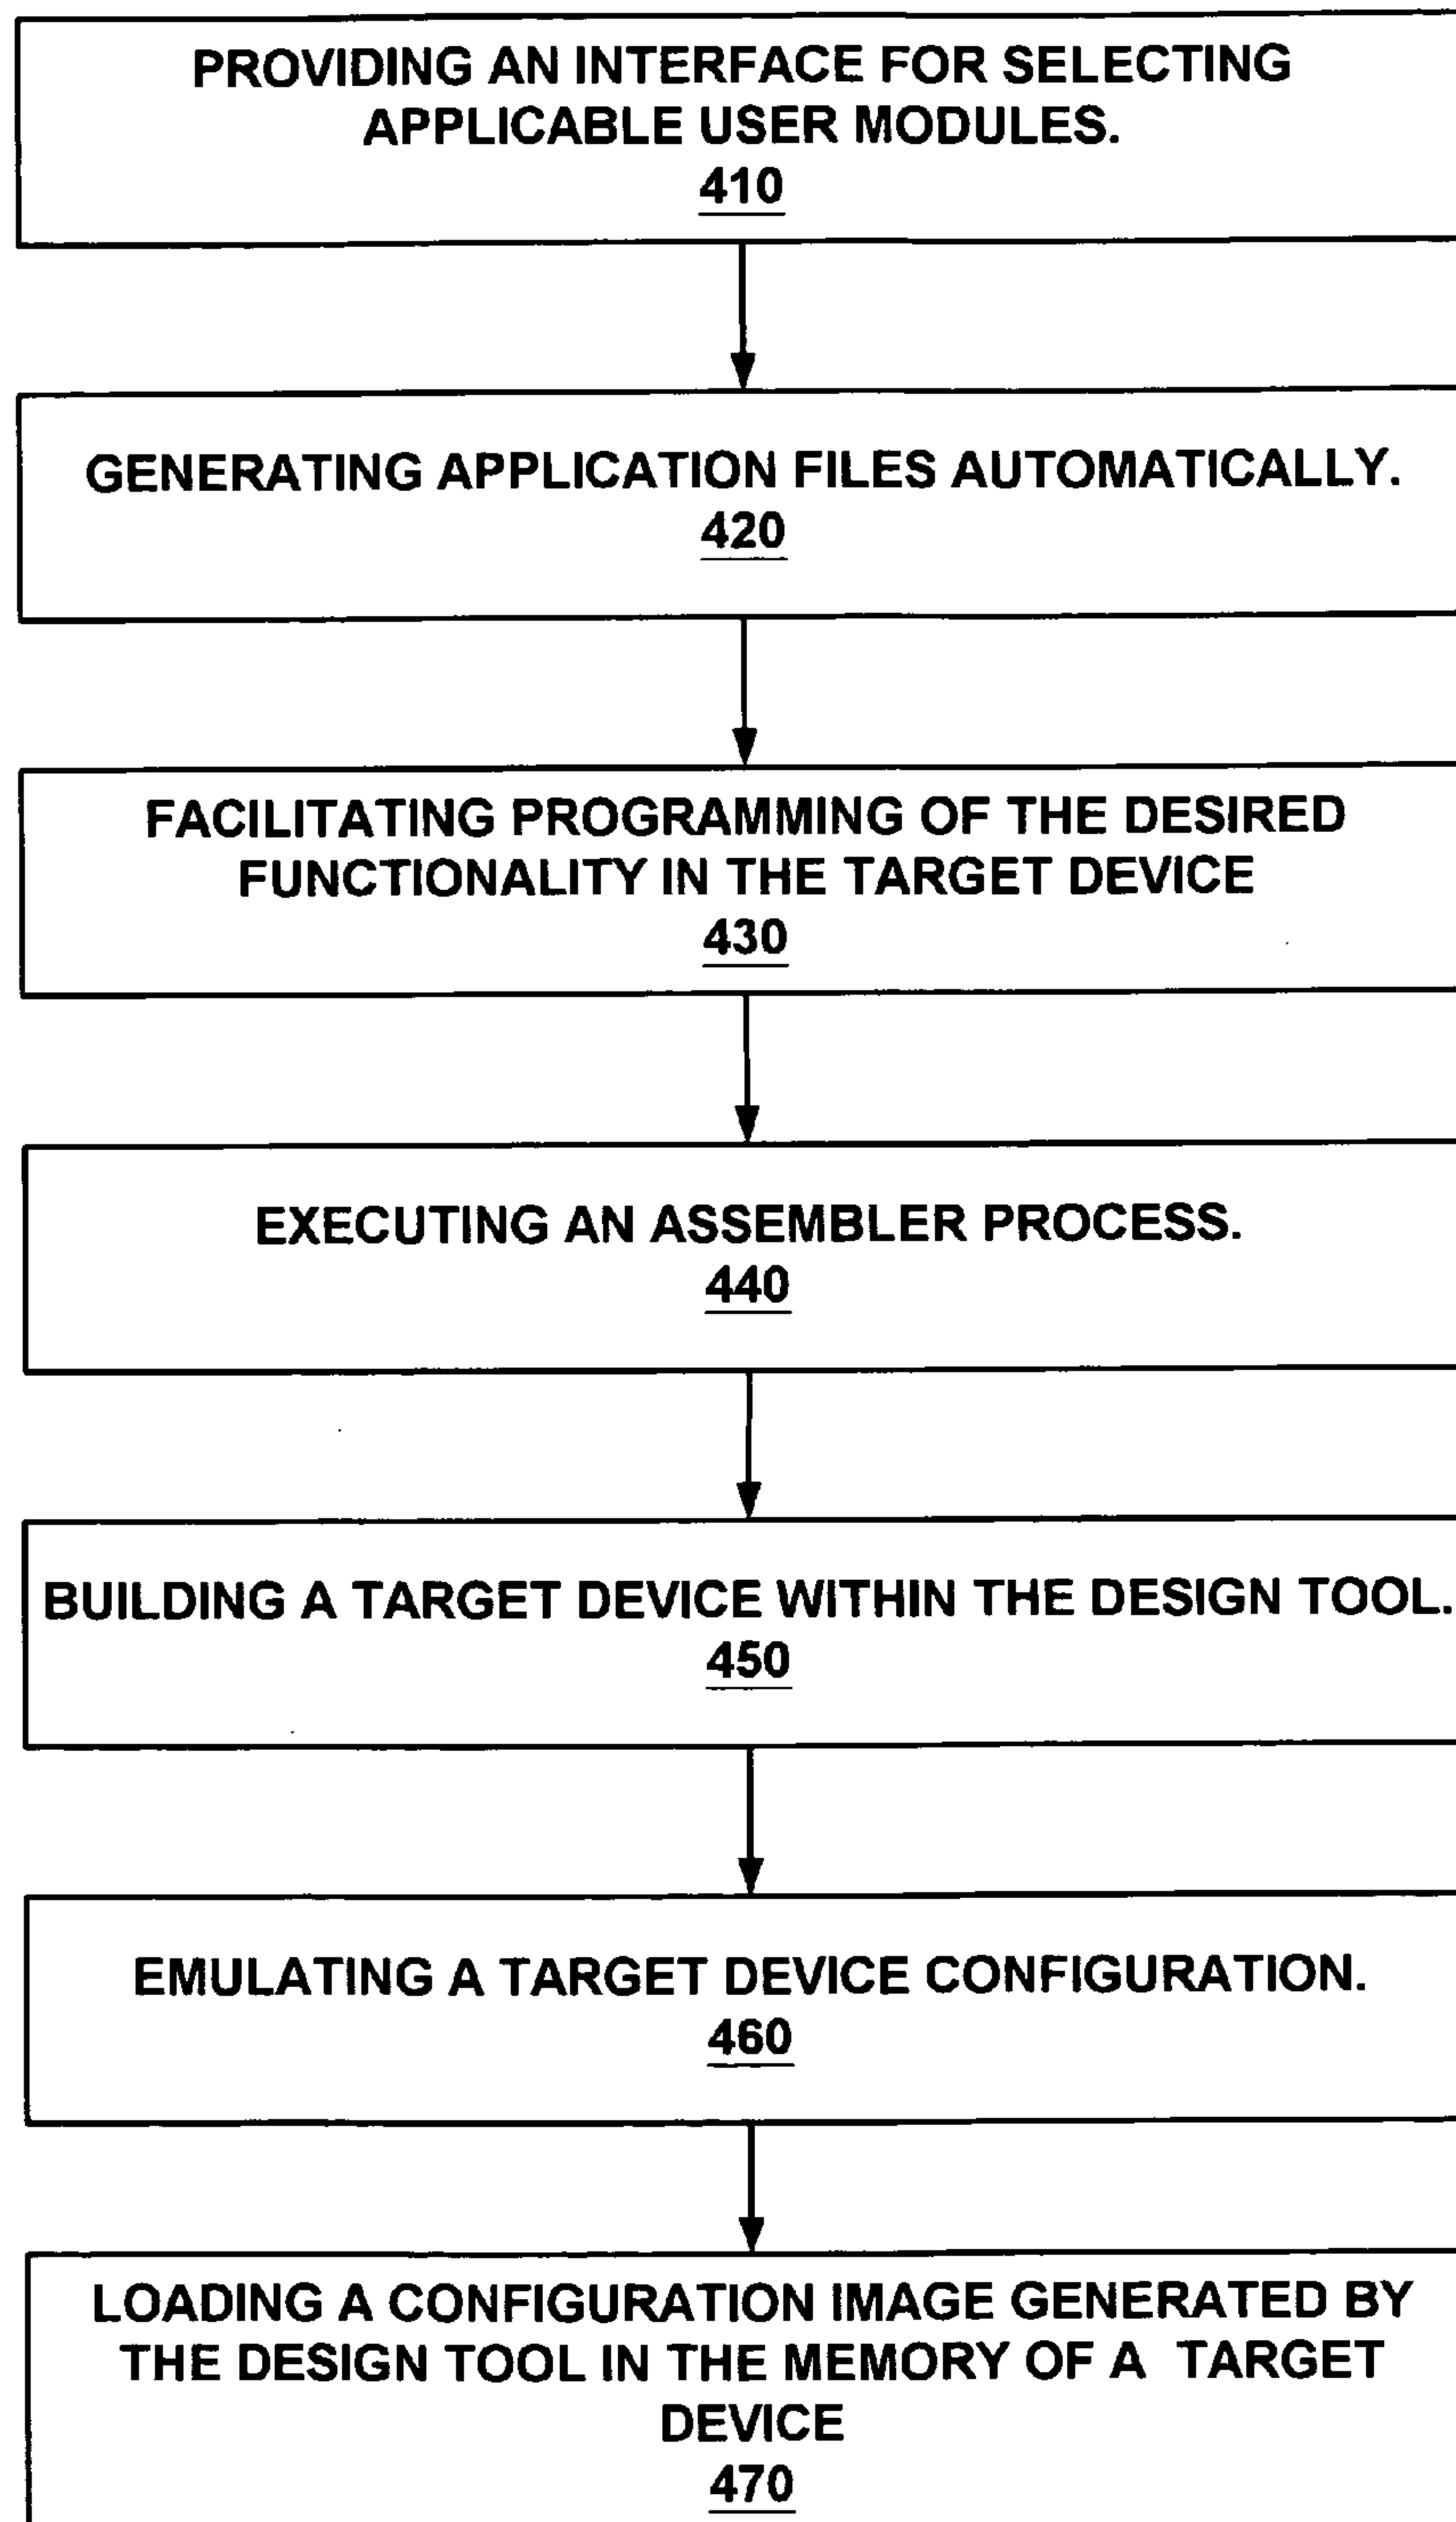 PROVIDING AN INTERFACE FOR SELECTING
APPLICABLE USER MODULES.
410
GENERATING APPLICATION FILES AUTOMATICALLY.
420
FACILITATING PROGRAMMING OF THE DESIRED
FUNCTIONALITY IN THE TARGET DEVICE
430
EXECUTING AN ASSEMBLER PROCESS.
440
BUILDING A TARGET DEVICE WITHIN THE DESIGN TOOL.
450
EMULATING A TARGET DEVICE CONFIGURATION.
460
LOADING A CONFIGURATION IMAGE GENERATED BY
THE DESIGN TOOL IN THE MEMORY OF A TARGET
DEVICE
470